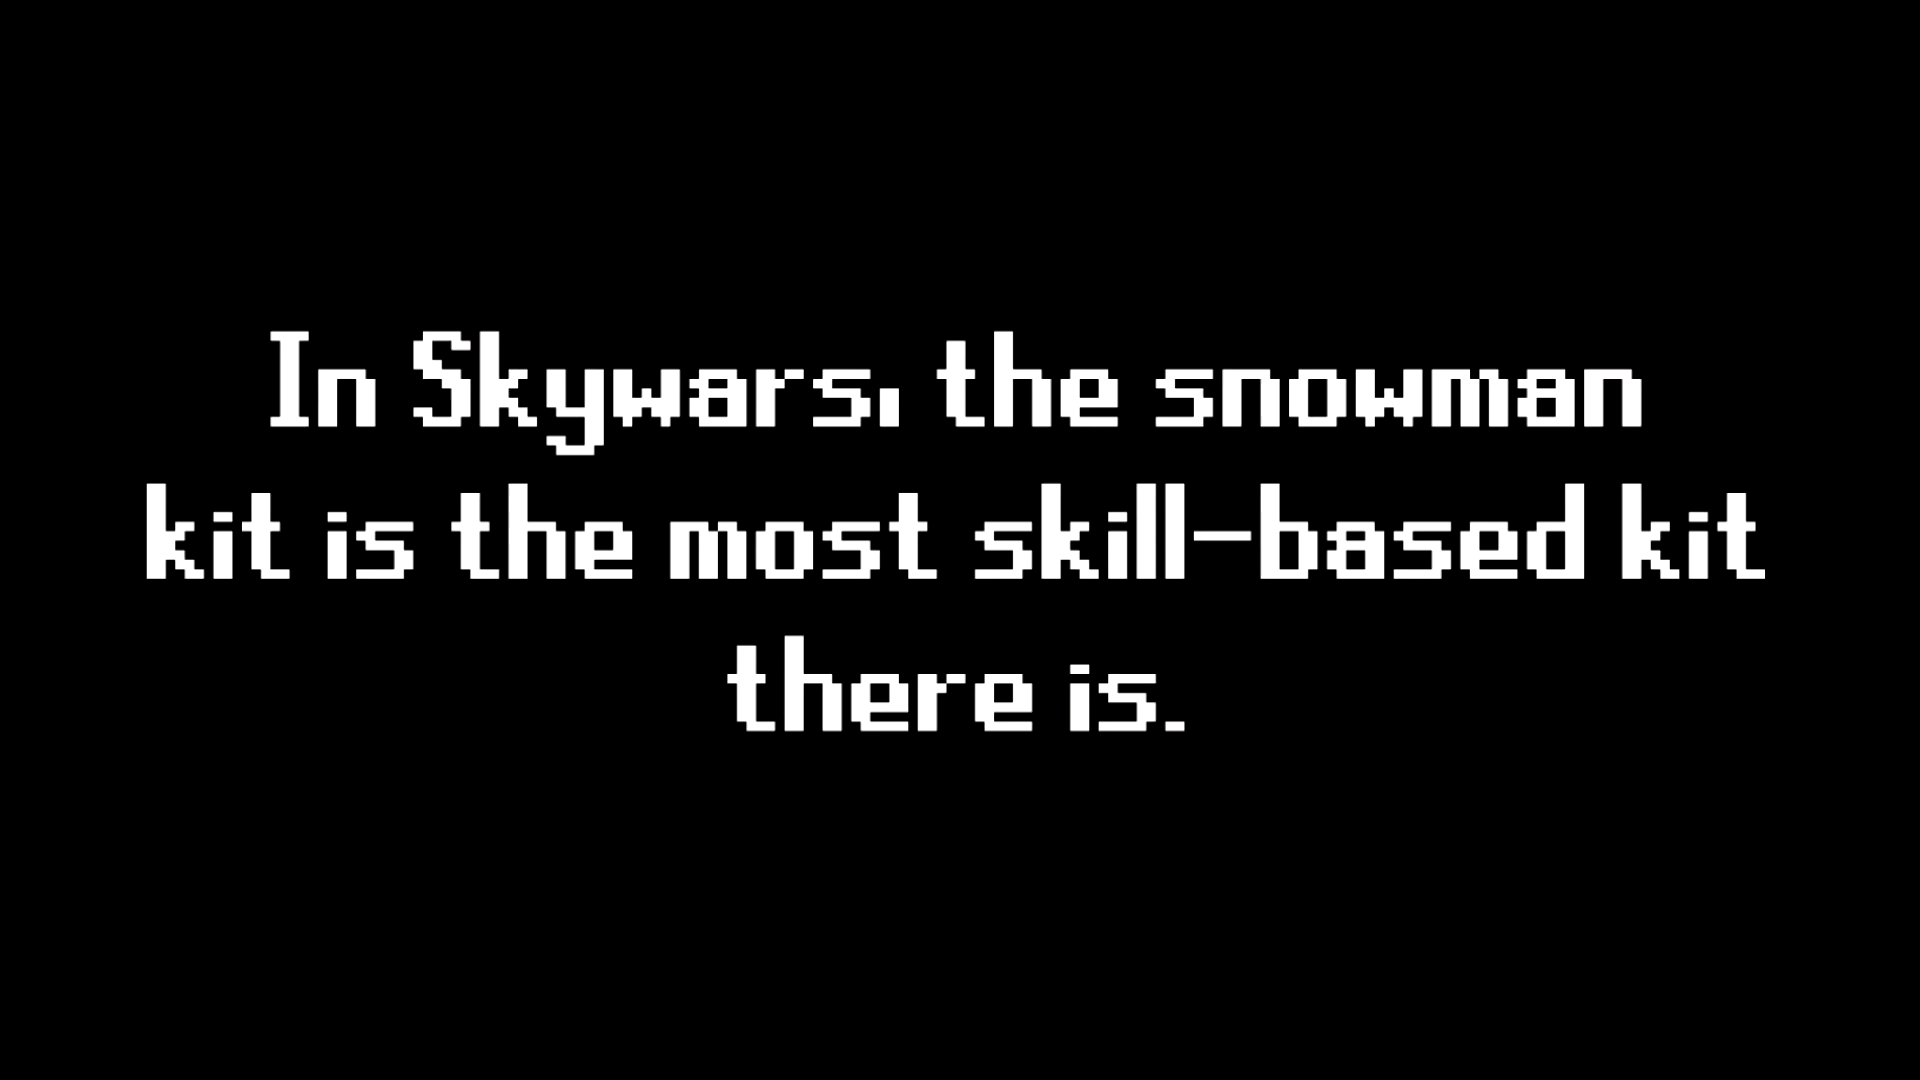 In Skywars, the snowman
kit is the most skill-based kit
there is.